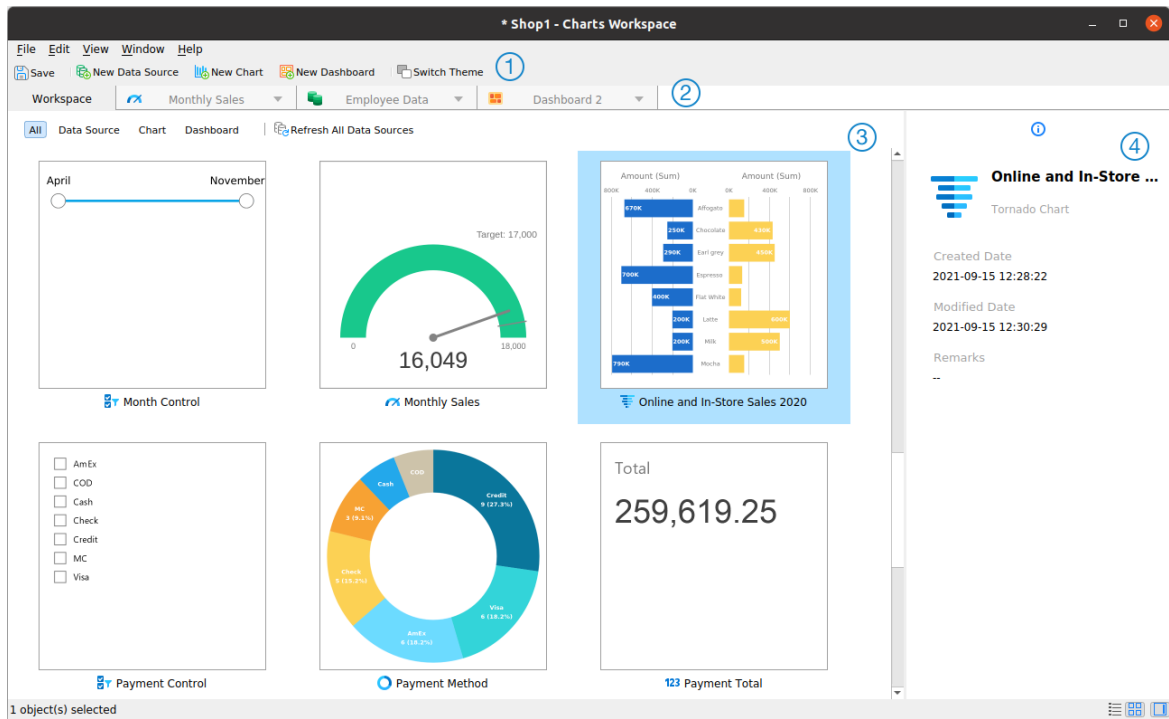 * Shop1 - Charts Workspace
File Edit View Window Help
Save New Data Source New Chart New Dashboard Switch Theme 1
Workspace Monthly Sales Employee Data Dashboard 2 2
All Data Source Chart Dashboard Refresh All Data Sources 3
April November
Month Control
Target: 17,000
0 18,000
16,049
Monthly Sales
Amount (Sum) Amount (Sum)
800K 400K 0K 0K 400K 800K
670K Affogato
250K Chocolate 430K
290K Earl grey 450K
700K Espresso
400K Flat White
200K Latte 600K
200K Milk 500K
790K Mocha
Online and In-Store Sales 2020
AmEx
COD
Cash
Check
Credit
MC
Visa
Payment Control
COD
Cash
Credit
9 (27.3%)
MC
3 (9.1%)
Check
5 (15.2%)
Visa
6 (18.2%)
AmEx
6 (18.2%)
Payment Method
Total
259,619.25
123 Payment Total
4
Online and In-Store ...
Tornado Chart
Created Date
2021-09-15 12:28:22
Modified Date
2021-09-15 12:30:29
Remarks
--
1 object(s) selected